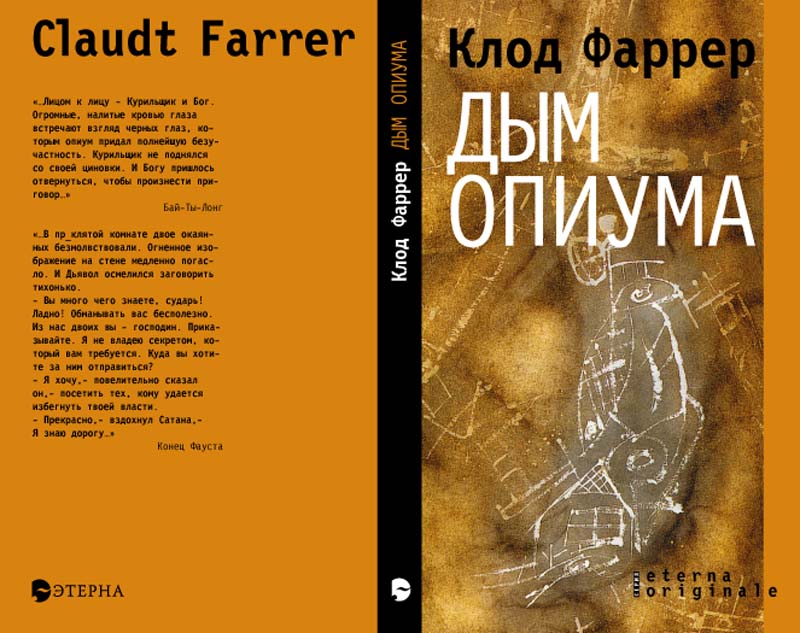 Claudt Farrer
«…Лицом к лицу - Курильщик и Бог.
Огромные, налитые кровью глаза
встречают взгляд черных глаз, ко-
торым опиум придал полнейшую безу-
частность. Курильщик не поднялся
со своей циновки. И Богу пришлось
отвернуться, чтобы произнести при-
говор…»
Бай-Ты-Лонг
«…В пр_клятой комнате двое окаян-
ных безмолвствовали. Огненное изо-
бражение на стене медленно погас-
ло. И Дьявол осмелился заговорить
тихонько.
- Вы много чего знаете, сударь!
Ладно! Обманывать вас бесполезно.
Из нас двоих вы - господин. Прика-
зывайте. Я не владею секретом, ко-
торый вам требуется. Куда вы хоти-
те за ним отправиться?
- Я хочу,- повелительно сказал
он,- посетить тех, кому удается
избегнуть твоей власти.
- Прекрасно,- вздохнул Сатана,-
Я знаю дорогу…»
Конец Фауста
ЭТЕРНА
Клод Фаррер ДЫМ ОПИУМА
Клод Фаррер
ДЫМ
ОПИУМА
серия
eterna
originale